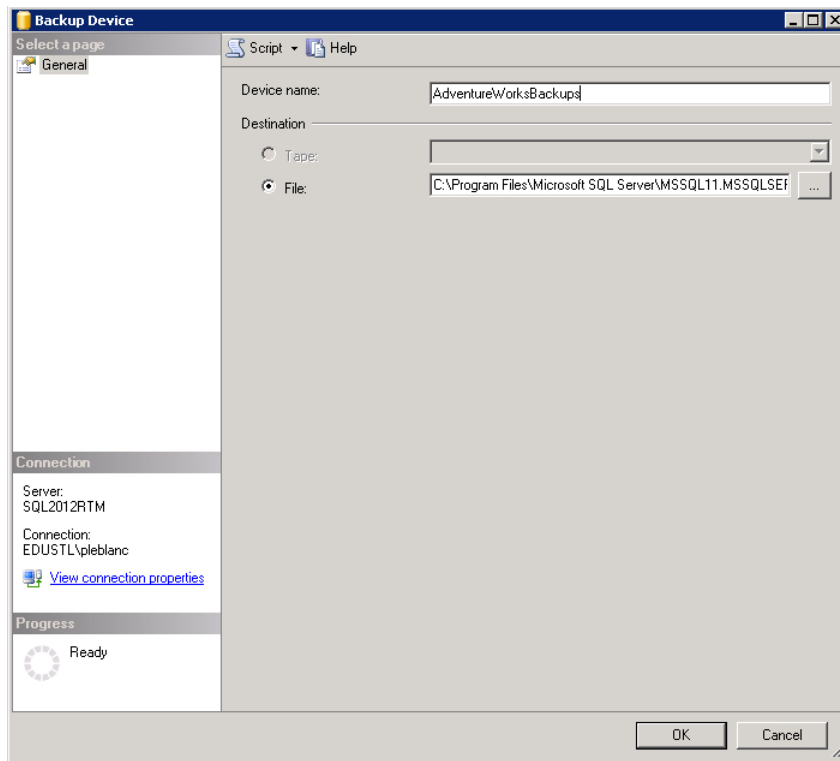 Backup Device
Select a page
General
Script Help
Device name: AdventureWorksBackups
Destination
Tape:
File: C:\Program Files\Microsoft SQL Server\MSSQL11.MSSQLSER ...
Connection
Server:
SQL2012RTM
Connection:
EDUSTL\pleblanc
View connection properties
Progress
Ready
OK Cancel